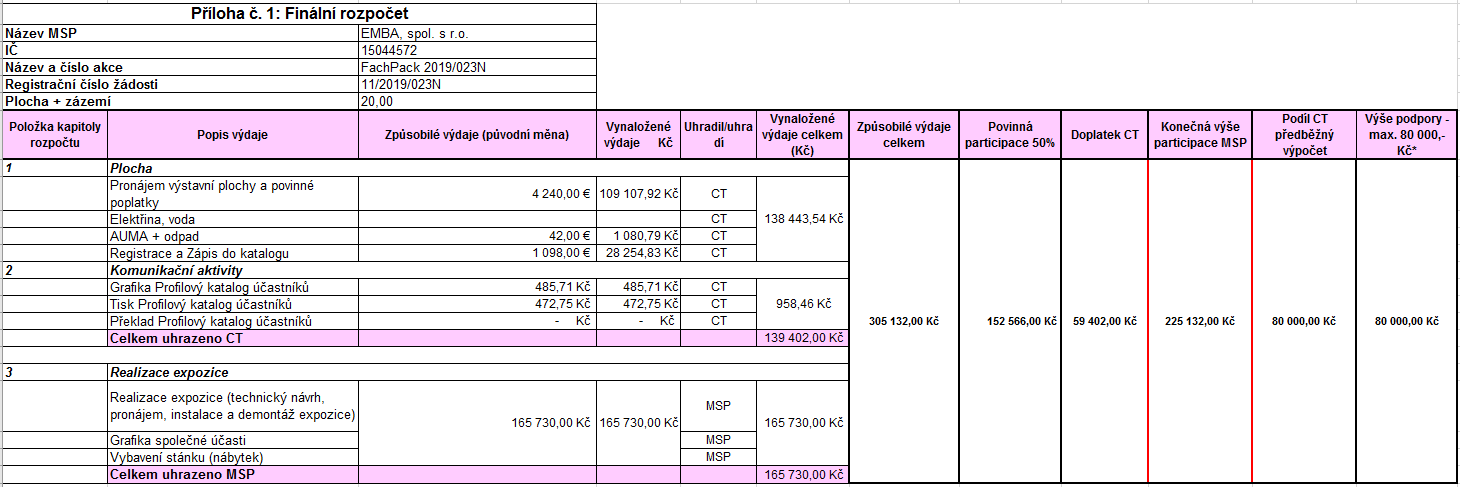 Příloha č. 1: Finální rozpočet
Název MSP EMBA, spol. s r.o.
IČ 15044572
Název a číslo akce FachPack 2019/023N
Registrační číslo žádosti 11/2019/023N
Plocha + zázemí 20,00
Položka kapitoly rozpočtu Popis výdaje Způsobilé výdaje (původní měna) Vynaložené výdaje Kč Uhradil/uhradí Vynaložené výdaje celkem (Kč) Způsobilé výdaje celkem Povinná participace 50% Doplatek CT Konečná výše participace MSP Podíl CT předběžný výpočet Výše podpory - max. 80 000,- Kč*
1 Plocha
Pronájem výstavní plochy a povinné poplatky 4 240,00 € 109 107,92 Kč CT 138 443,54 Kč
Elektřina, voda CT
AUMA + odpad 42,00 € 1 080,79 Kč CT
Registrace a Zápis do katalogu 1 098,00 € 28 254,83 Kč CT
2 Komunikační aktivity
Grafika Profilový katalog účastníků 485,71 Kč 485,71 Kč CT
Tisk Profilový katalog účastníků 472,75 Kč 472,75 Kč CT 958,46 Kč
Překlad Profilový katalog účastníků - Kč - Kč CT
305 132,00 Kč 152 566,00 Kč 59 402,00 Kč 225 132,00 Kč 80 000,00 Kč 80 000,00 Kč
Celkem uhrazeno CT 139 402,00 Kč
3 Realizace expozice
Realizace expozice (technický návrh, pronájem, instalace a demontáž expozice) 165 730,00 Kč 165 730,00 Kč MSP 165 730,00 Kč
Grafika společné účasti MSP
Vybavení stánku (nábytek) MSP
Celkem uhrazeno MSP 165 730,00 Kč